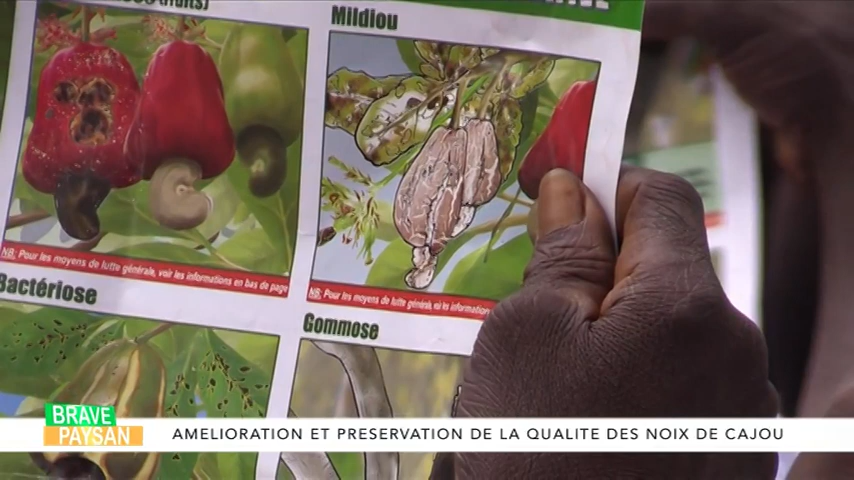 fruits)
Mildiou
NB: Pour les moyens de lutte générale, voir les informations en bas de page
NB: Pour les moyens de lutte générale, voir les informations
Bactériose
Gommose
BRAVE
PAYSAN
AMELIORATION ET PRESERVATION DE LA QUALITE DES NOIX DE CAJOU